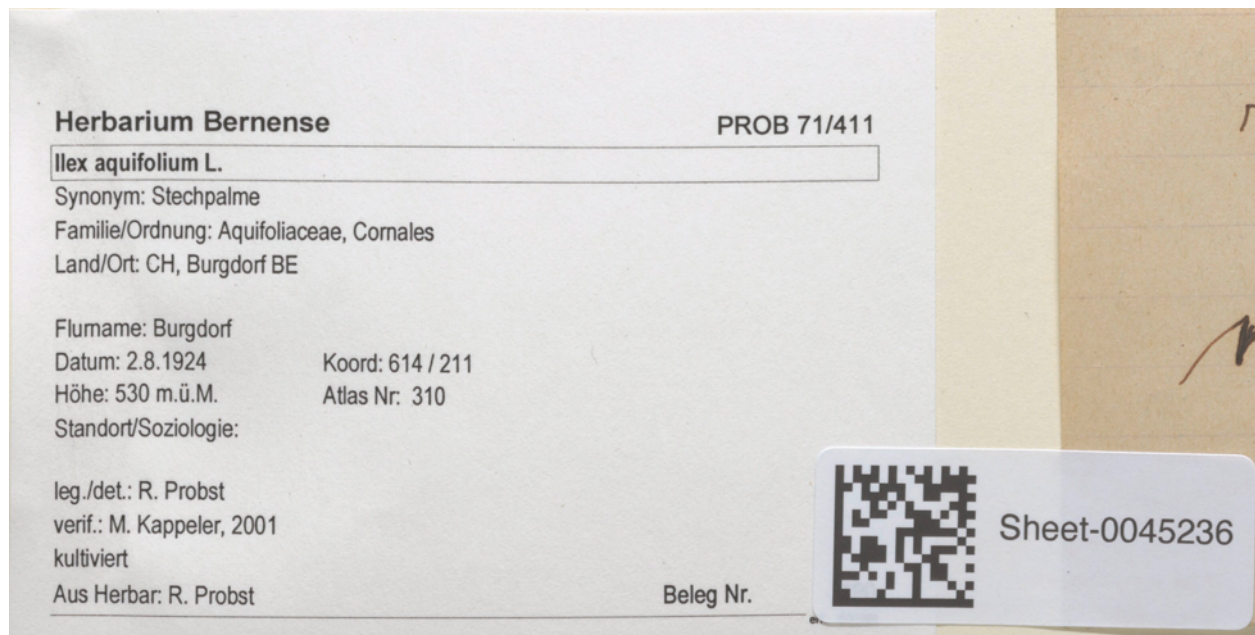 Herbarium Bernense PROB 71/411
Ilex aquifolium L.
Synonym: Stechpalme
Familie/Ordnung: Aquifoliaceae, Cornales
Land/Ort: CH, Burgdorf BE
Flurname: Burgdorf
Datum: 2.8.1924 Koord: 614 / 211
Höhe: 530 m.ü.M. Atlas Nr: 310
Standort/Soziologie:
leg./det.: R. Probst
verif.: M. Kappeler, 2001
kultiviert
Aus Herbar: R. Probst Beleg Nr.
Sheet-0045236